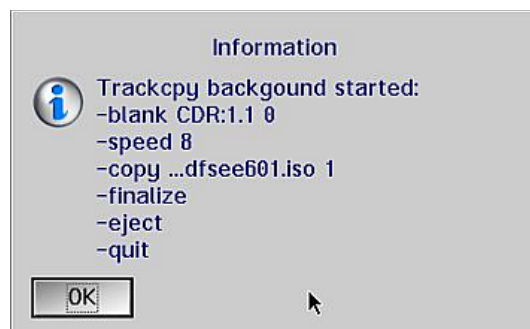 Information
Trackcpy backgound started:
-blank CDR:1.1 0
-speed 8
-copy ...dfsee601.iso 1
-finalize
-eject
-quit
OK